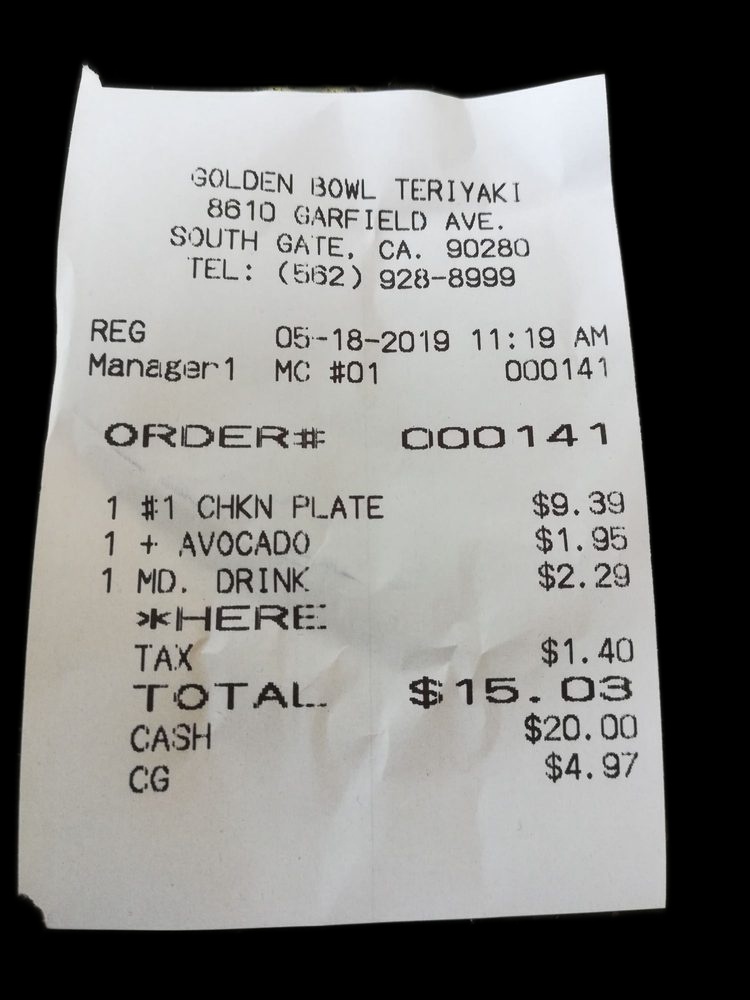 GOLDEN BOWL TERIYAKI
8610 GARFIELD AVE.
SOUTH GATE, CA. 90280
TEL: (562) 928-8999
REG 05-18-2019 11:19 AM
Manager1 MC #01 000141
ORDER# 000141
1 #1 CHKN PLATE $9.39
1 + AVOCADO $1.95
1 MD. DRINK $2.29
*HERE
TAX $1.40
TOTAL $15.03
CASH $20.00
CG $4.97